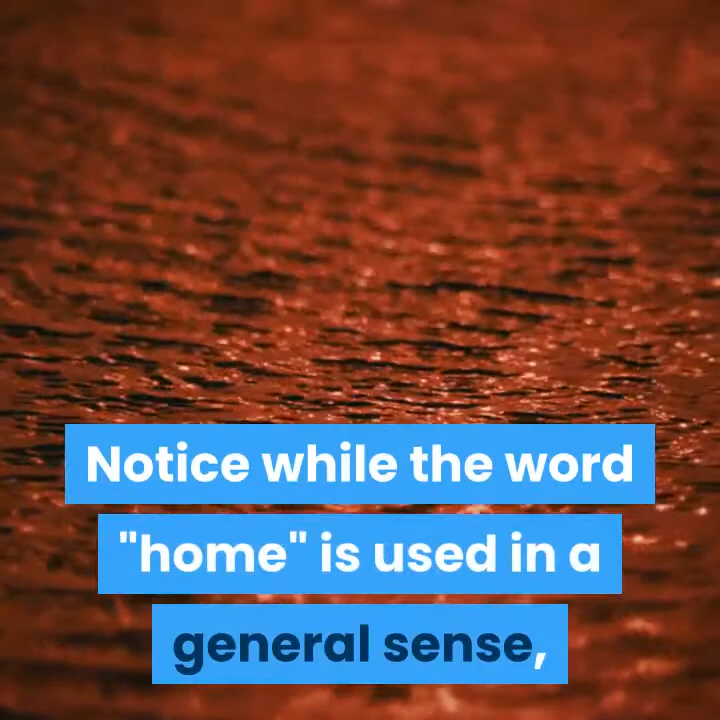 Notice while the word
"home" is used in a
general sense,